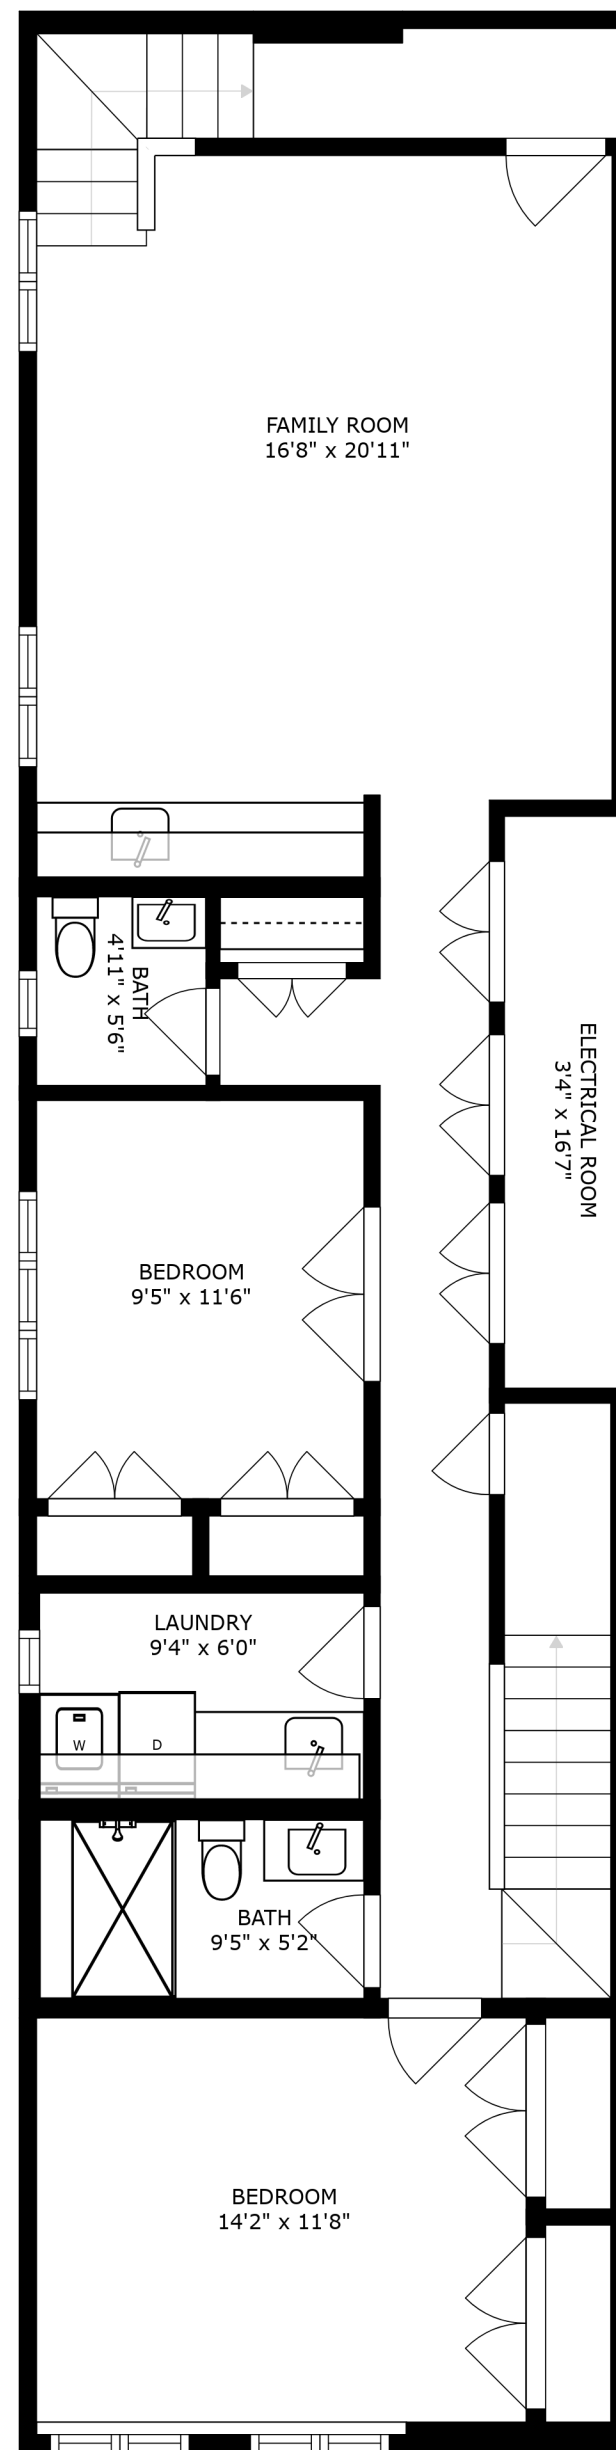 FAMILY ROOM
16'8" x 20'11"
BATH
4'11" x 5'6"
ELECTRICAL ROOM
3'4" x 16'7"
BEDROOM
9'5" x 11'6"
LAUNDRY
9'4" x 6'0"
W
D
BATH
9'5" x 5'2"
BEDROOM
14'2" x 11'8"